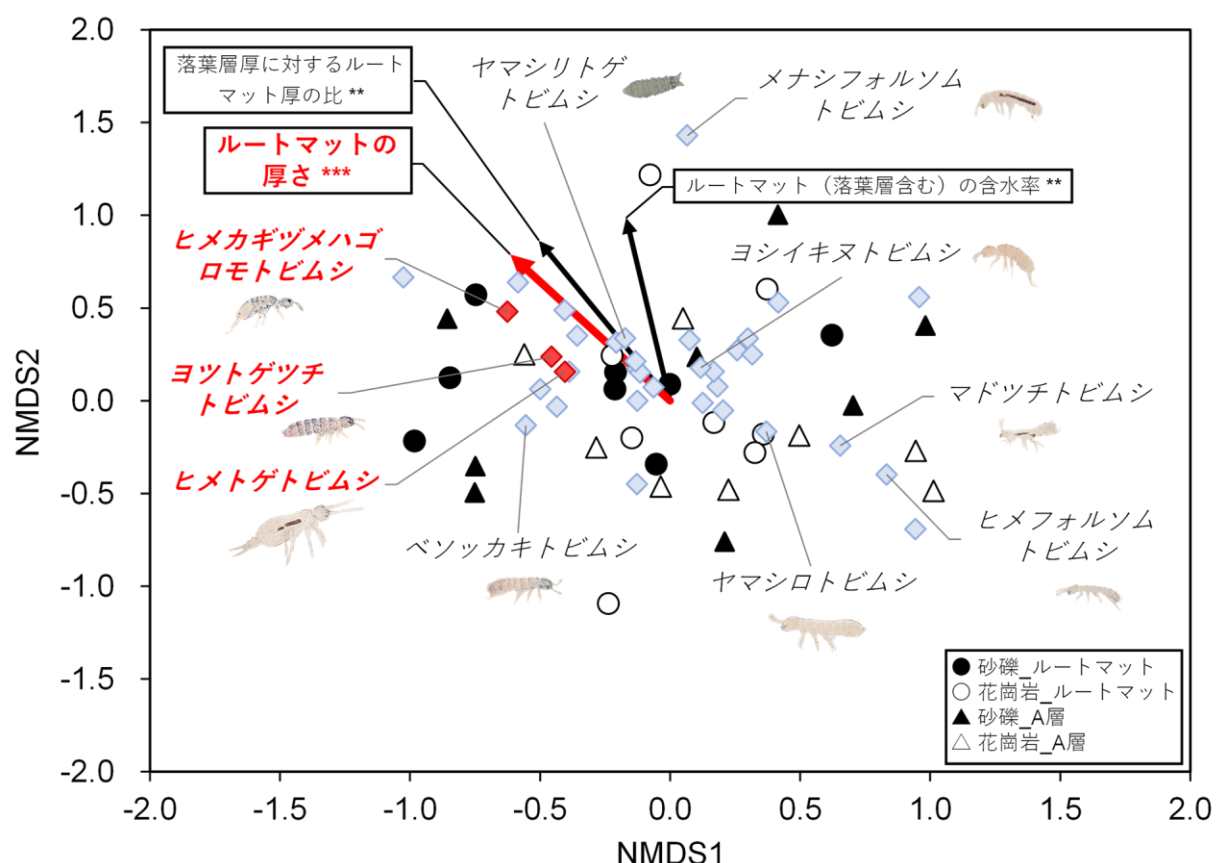 2.0
1.5
1.0
0.5
0.0
-0.5
-1.0
-1.5
-2.0
NMDS2
落葉層厚に対するルート
マット厚の比 **
ルートマットの
厚さ ***
ヤマシリトゲ
トビムシ
メナシフォルソム
トビムシ
ルートマット（落葉層含む）の含水率 **
ヒメカギヅメハゴ
ロモトビムシ
ヨシイキヌトビムシ
ヨツトゲツチ
トビムシ
マドツチトビムシ
ヒメトゲトビムシ
ベソッカキトビムシ
ヤマシロトビムシ
ヒメフォルソム
トビムシ
砂礫_ルートマット
花崗岩_ルートマット
砂礫_A層
花崗岩_A層
-2.0 -1.5 -1.0 -0.5 0.0 0.5 1.0 1.5 2.0
NMDS1